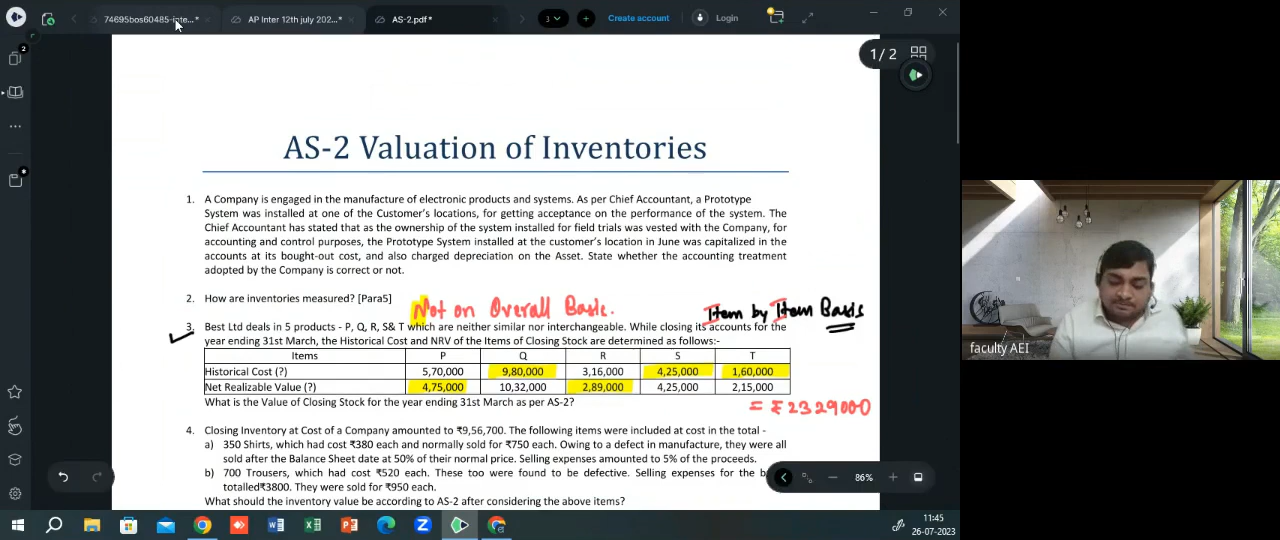 74695bos60485-inte...*
AP Inter 12th july 202...*
AS-2.pdf*
3
Create account
Login
1/2
2
AS-2 Valuation of Inventories
1. A Company is engaged in the manufacture of electronic products and systems. As per Chief Accountant, a Prototype
System was installed at one of the Customer's locations, for getting acceptance on the performance of the system. The
Chief Accountant has stated that as the ownership of the system installed for field trials was vested with the Company, for
accounting and control purposes, the Prototype System installed at the customer's location in June was capitalized in the
accounts at its bought-out cost, and also charged depreciation on the Asset. State whether the accounting treatment
adopted by the Company is correct or not.
2. How are inventories measured? [Para5]
Not on Overall Basis.
Item by Item Basis
3. Best Ltd deals in 5 products - P, Q, R, S& T which are neither similar nor interchangeable. While closing its accounts for the
year ending 31st March, the Historical Cost and NRV of the Items of Closing Stock are determined as follows:-
Items P Q R S T
Historical Cost (?) 5,70,000 9,80,000 3,16,000 4,25,000 1,60,000
Net Realizable Value (?) 4,75,000 10,32,000 2,89,000 4,25,000 2,15,000
What is the Value of Closing Stock for the year ending 31st March as per AS-2?
= ₹2329000
4. Closing Inventory at Cost of a Company amounted to ₹9,56,700. The following items were included at cost in the total -
a) 350 Shirts, which had cost ₹380 each and normally sold for ₹750 each. Owing to a defect in manufacture, they were all
sold after the Balance Sheet date at 50% of their normal price. Selling expenses amounted to 5% of the proceeds.
b) 700 Trousers, which had cost ₹520 each. These too were found to be defective. Selling expenses for the b
totalled₹3800. They were sold for ₹950 each.
What should the inventory value be according to AS-2 after considering the above items?
86%
faculty AEI
11:45
26-07-2023